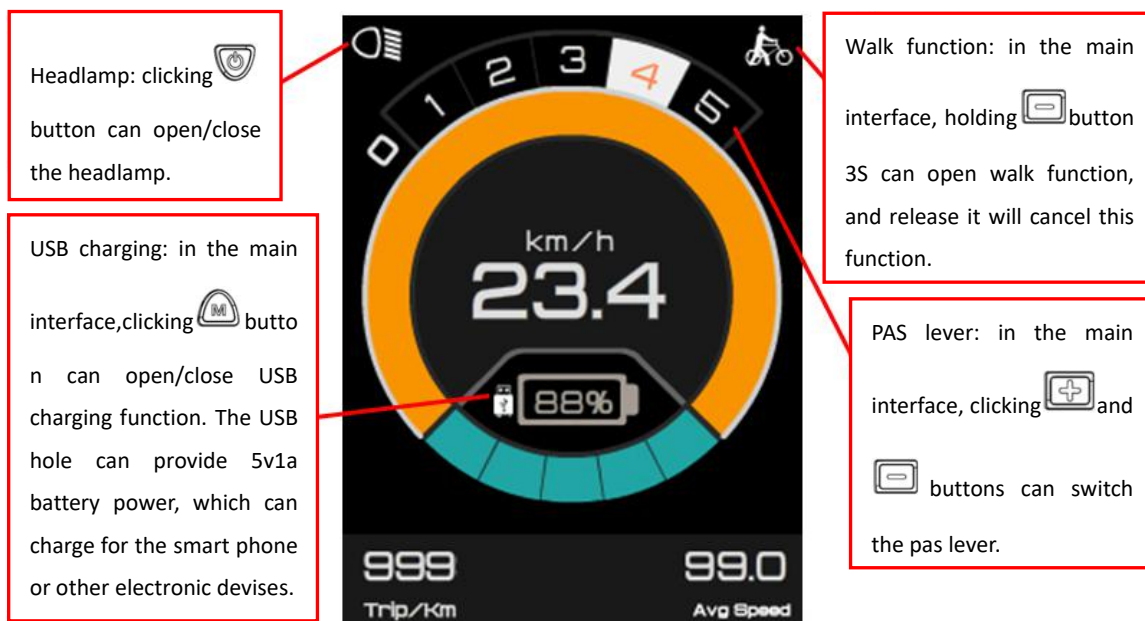 Headlamp: clicking
button can open/close
the headlamp.
USB charging: in the main
interface,clicking M butto
n can open/close USB
charging function. The USB
hole can provide 5v1a
battery power, which can
charge for the smart phone
or other electronic devises.
0 1 2 3 4 5
km/h
23.4
88%
999 99.0
Trip/Km Avg Speed
Walk function: in the main
interface, holding button
3S can open walk function,
and release it will cancel this
function.
PAS lever: in the main
interface, clicking and
buttons can switch
the pas lever.